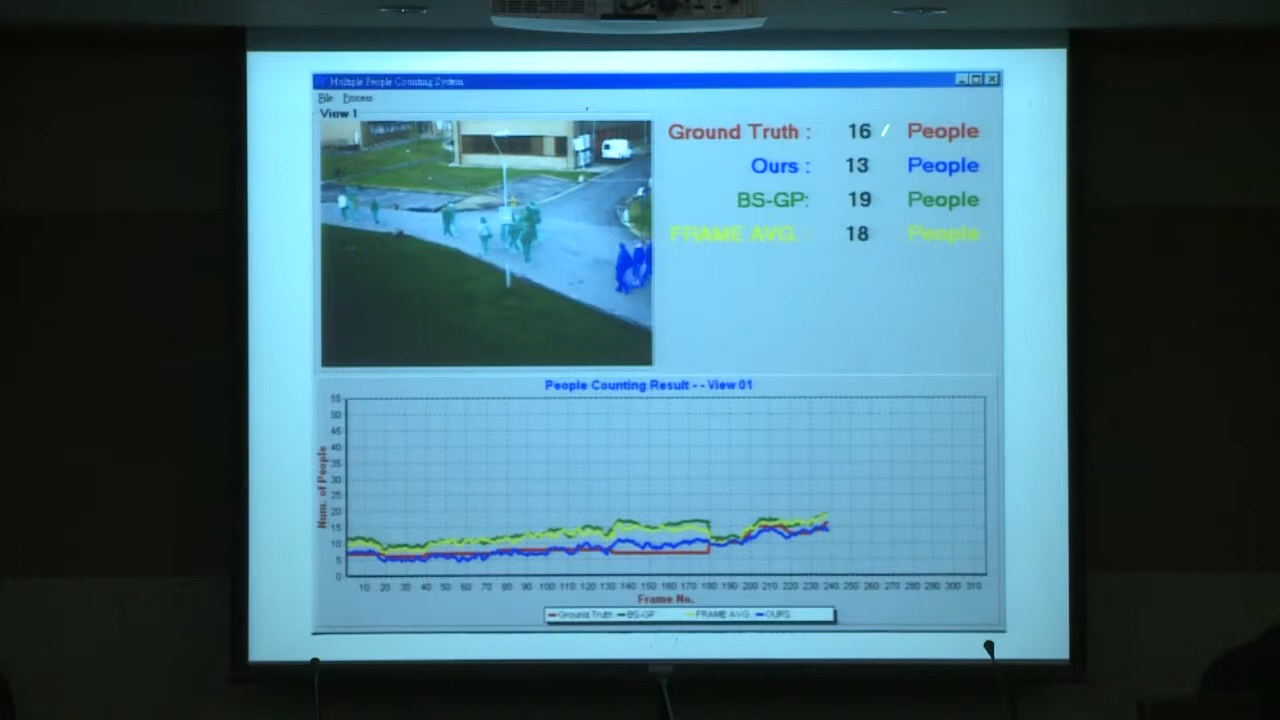 Multiple People Counting System
File Process
View 1
Ground Truth : 16 / People
Ours : 13 People
BS-GP: 19 People
FRAME AVG. : 18 People
People Counting Result - - View 01
Num. of People
55
50
45
40
35
30
25
20
15
10
5
0
10 20 30 40 50 60 70 80 90 100 110 120 130 140 150 160 170 180 190 200 210 220 230 240 250 260 270 280 290 300 310
Frame No.
Ground Truth BS-GP FRAME AVG. OURS